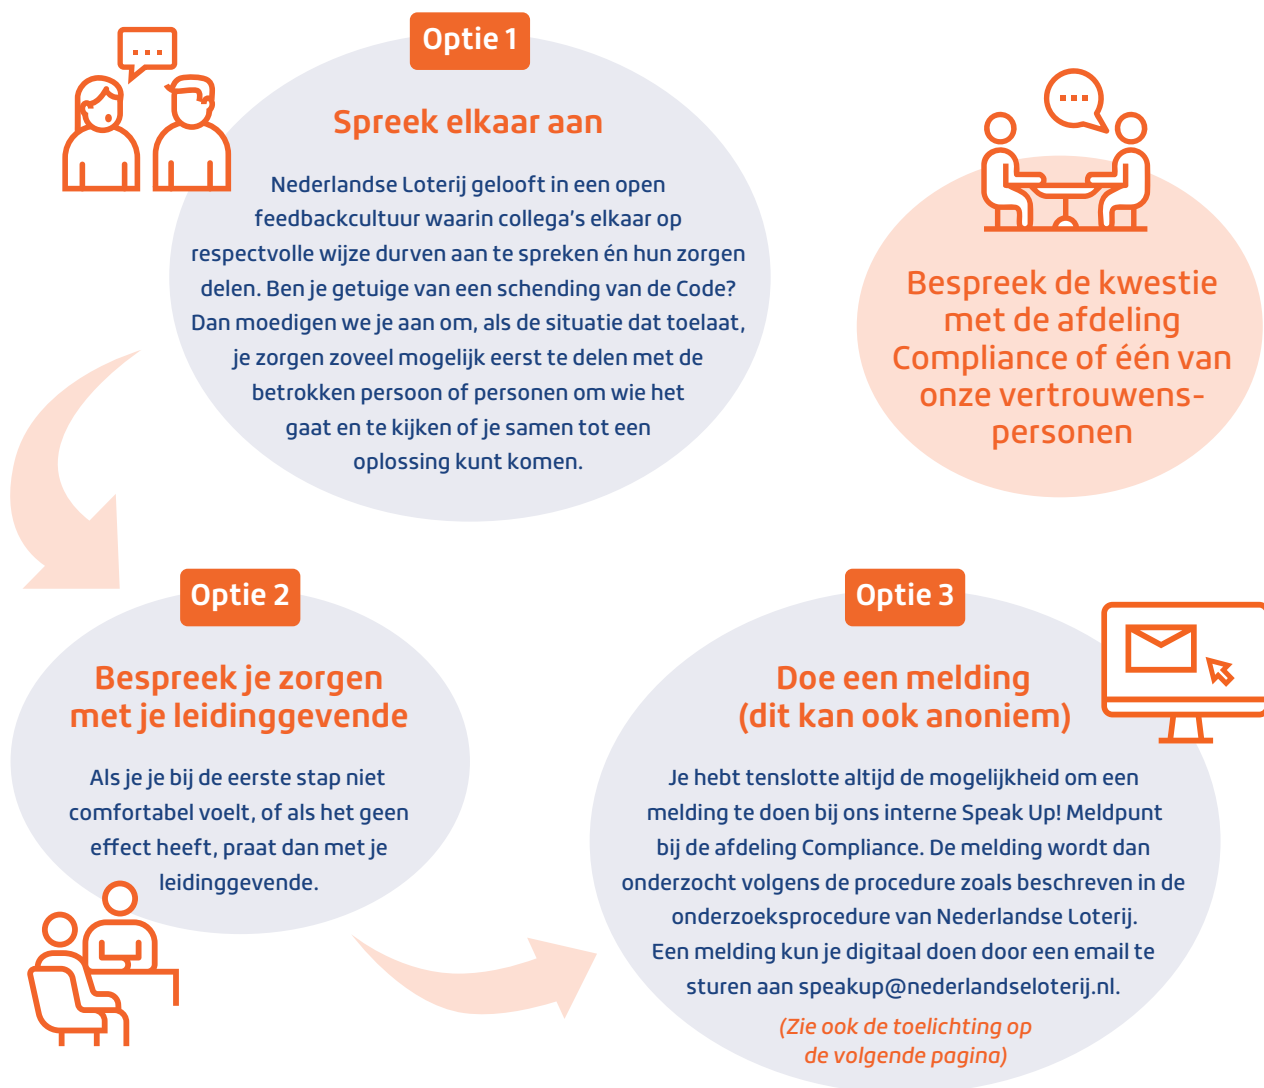 Optie 1
Spreek elkaar aan
Nederlandse Loterij gelooft in een open
feedbackcultuur waarin collega's elkaar op
respectvolle wijze durven aan te spreken én hun zorgen
delen. Ben je getuige van een schending van de Code?
Dan moedigen we je aan om, als de situatie dat toelaat,
je zorgen zoveel mogelijk eerst te delen met de
betrokken persoon of personen om wie het
gaat en te kijken of je samen tot een
oplossing kunt komen.
Bespreek de kwestie
met de afdeling
Compliance of één van
onze vertrouwens-
personen
Optie 2
Bespreek je zorgen
met je leidinggevende
Als je je bij de eerste stap niet
comfortabel voelt, of als het geen
effect heeft, praat dan met je
leidinggevende.
Optie 3
Doe een melding
(dit kan ook anoniem)
Je hebt tenslotte altijd de mogelijkheid om een
melding te doen bij ons interne Speak Up! Meldpunt
bij de afdeling Compliance. De melding wordt dan
onderzocht volgens de procedure zoals beschreven in de
onderzoeksprocedure van Nederlandse Loterij.
Een melding kun je digitaal doen door een email te
sturen aan speakup@nederlandseloterij.nl.
(Zie ook de toelichting op
de volgende pagina)